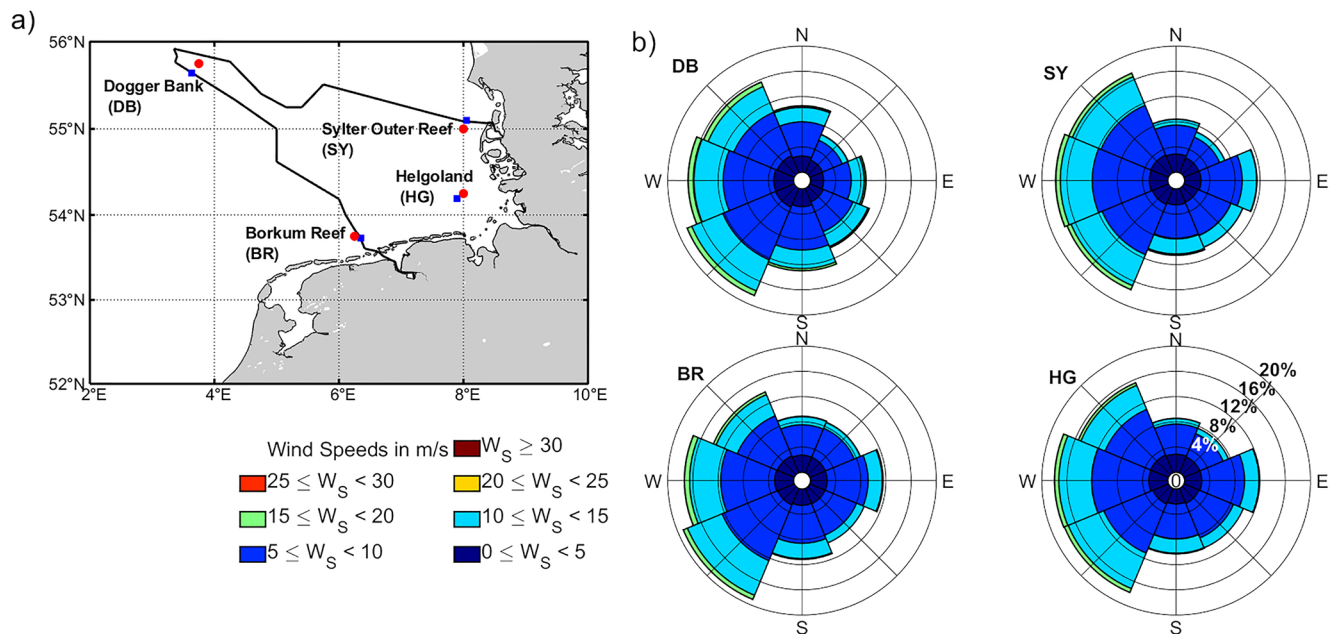 a)
56°N
55°N
54°N
53°N
52°N
2°E
4°E
6°E
8°E
10°E
Dogger Bank
(DB)
Sylter Outer Reef
(SY)
Helgoland
(HG)
Borkum Reef
(BR)
Wind Speeds in m/s
W_S ≥ 30
25 ≤ W_S < 30
20 ≤ W_S < 25
15 ≤ W_S < 20
10 ≤ W_S < 15
5 ≤ W_S < 10
0 ≤ W_S < 5
b)
DB
N
W
E
S
SY
N
W
E
S
BR
N
W
E
S
HG
N
W
E
S
20%
16%
12%
8%
4%
0